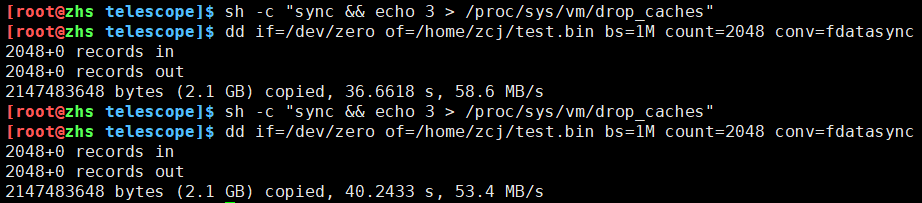 [root@zhs telescope]$ sh -c "sync && echo 3 > /proc/sys/vm/drop_caches"
[root@zhs telescope]$ dd if=/dev/zero of=/home/zcj/test.bin bs=1M count=2048 conv=fdatasync
2048+0 records in
2048+0 records out
2147483648 bytes (2.1 GB) copied, 36.6618 s, 58.6 MB/s
[root@zhs telescope]$ sh -c "sync && echo 3 > /proc/sys/vm/drop_caches"
[root@zhs telescope]$ dd if=/dev/zero of=/home/zcj/test.bin bs=1M count=2048 conv=fdatasync
2048+0 records in
2048+0 records out
2147483648 bytes (2.1 GB) copied, 40.2433 s, 53.4 MB/s